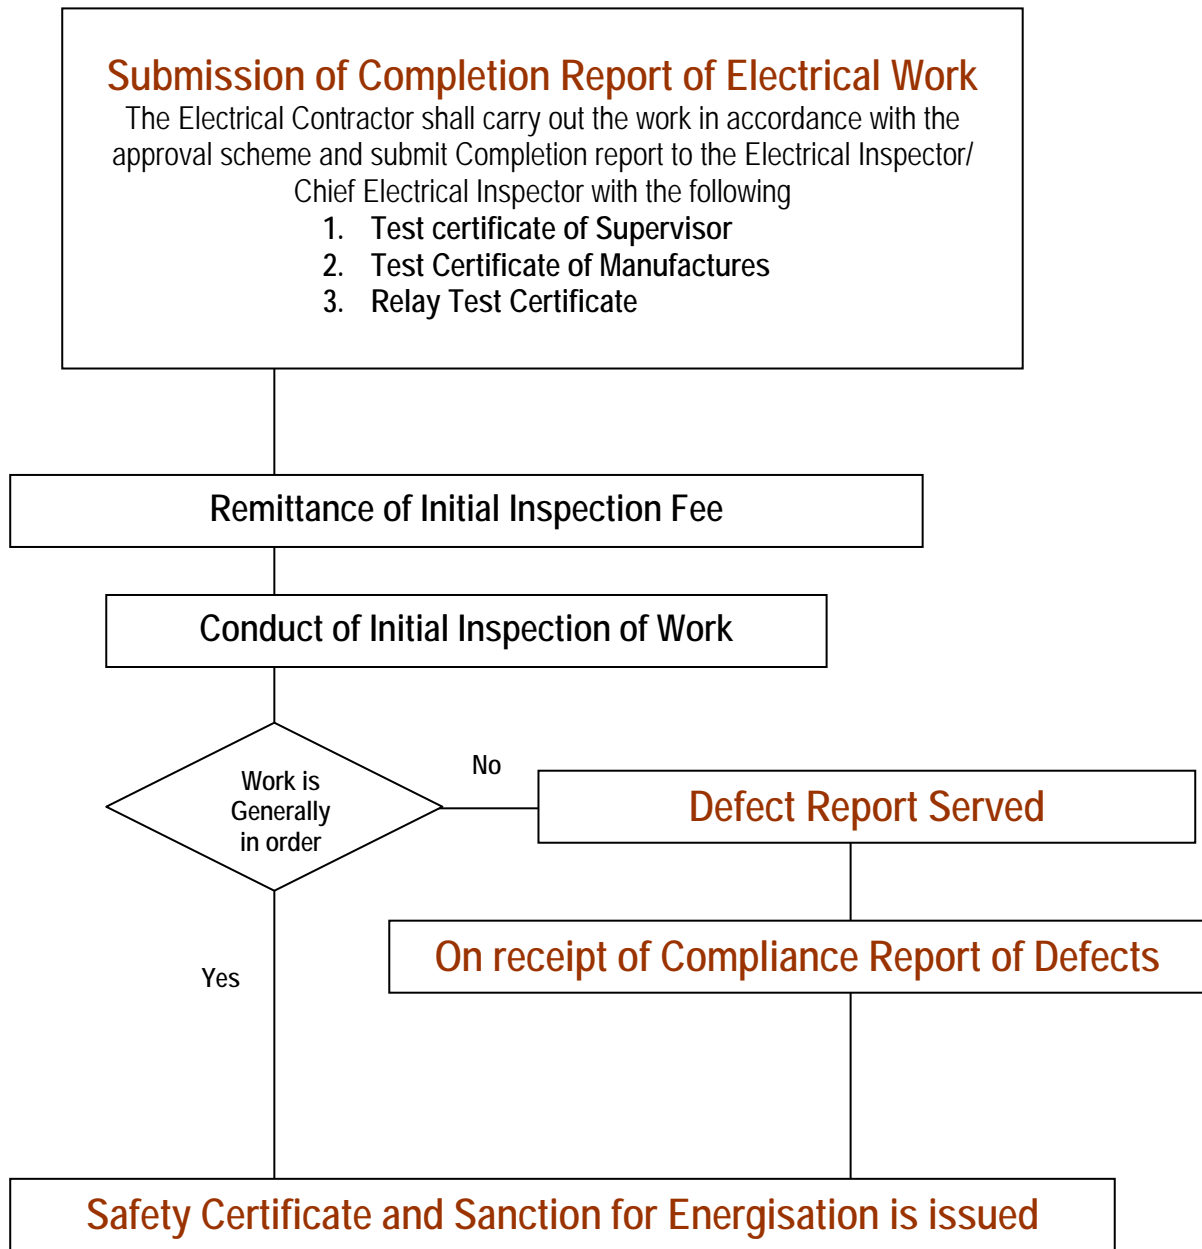 Submission of Completion Report of Electrical Work
The Electrical Contractor shall carry out the work in accordance with the
approval scheme and submit Completion report to the Electrical Inspector/
Chief Electrical Inspector with the following
1. Test certificate of Supervisor
2. Test Certificate of Manufactures
3. Relay Test Certificate
Remittance of Initial Inspection Fee
Conduct of Initial Inspection of Work
Work is
Generally
in order
No
Defect Report Served
On receipt of Compliance Report of Defects
Yes
Safety Certificate and Sanction for Energisation is issued